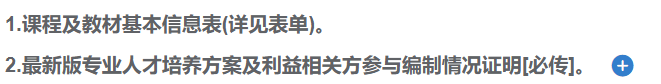 1.课程及教材基本信息表(详见表单)。
2.最新版专业人才培养方案及利益相关方参与编制情况证明[必传]。